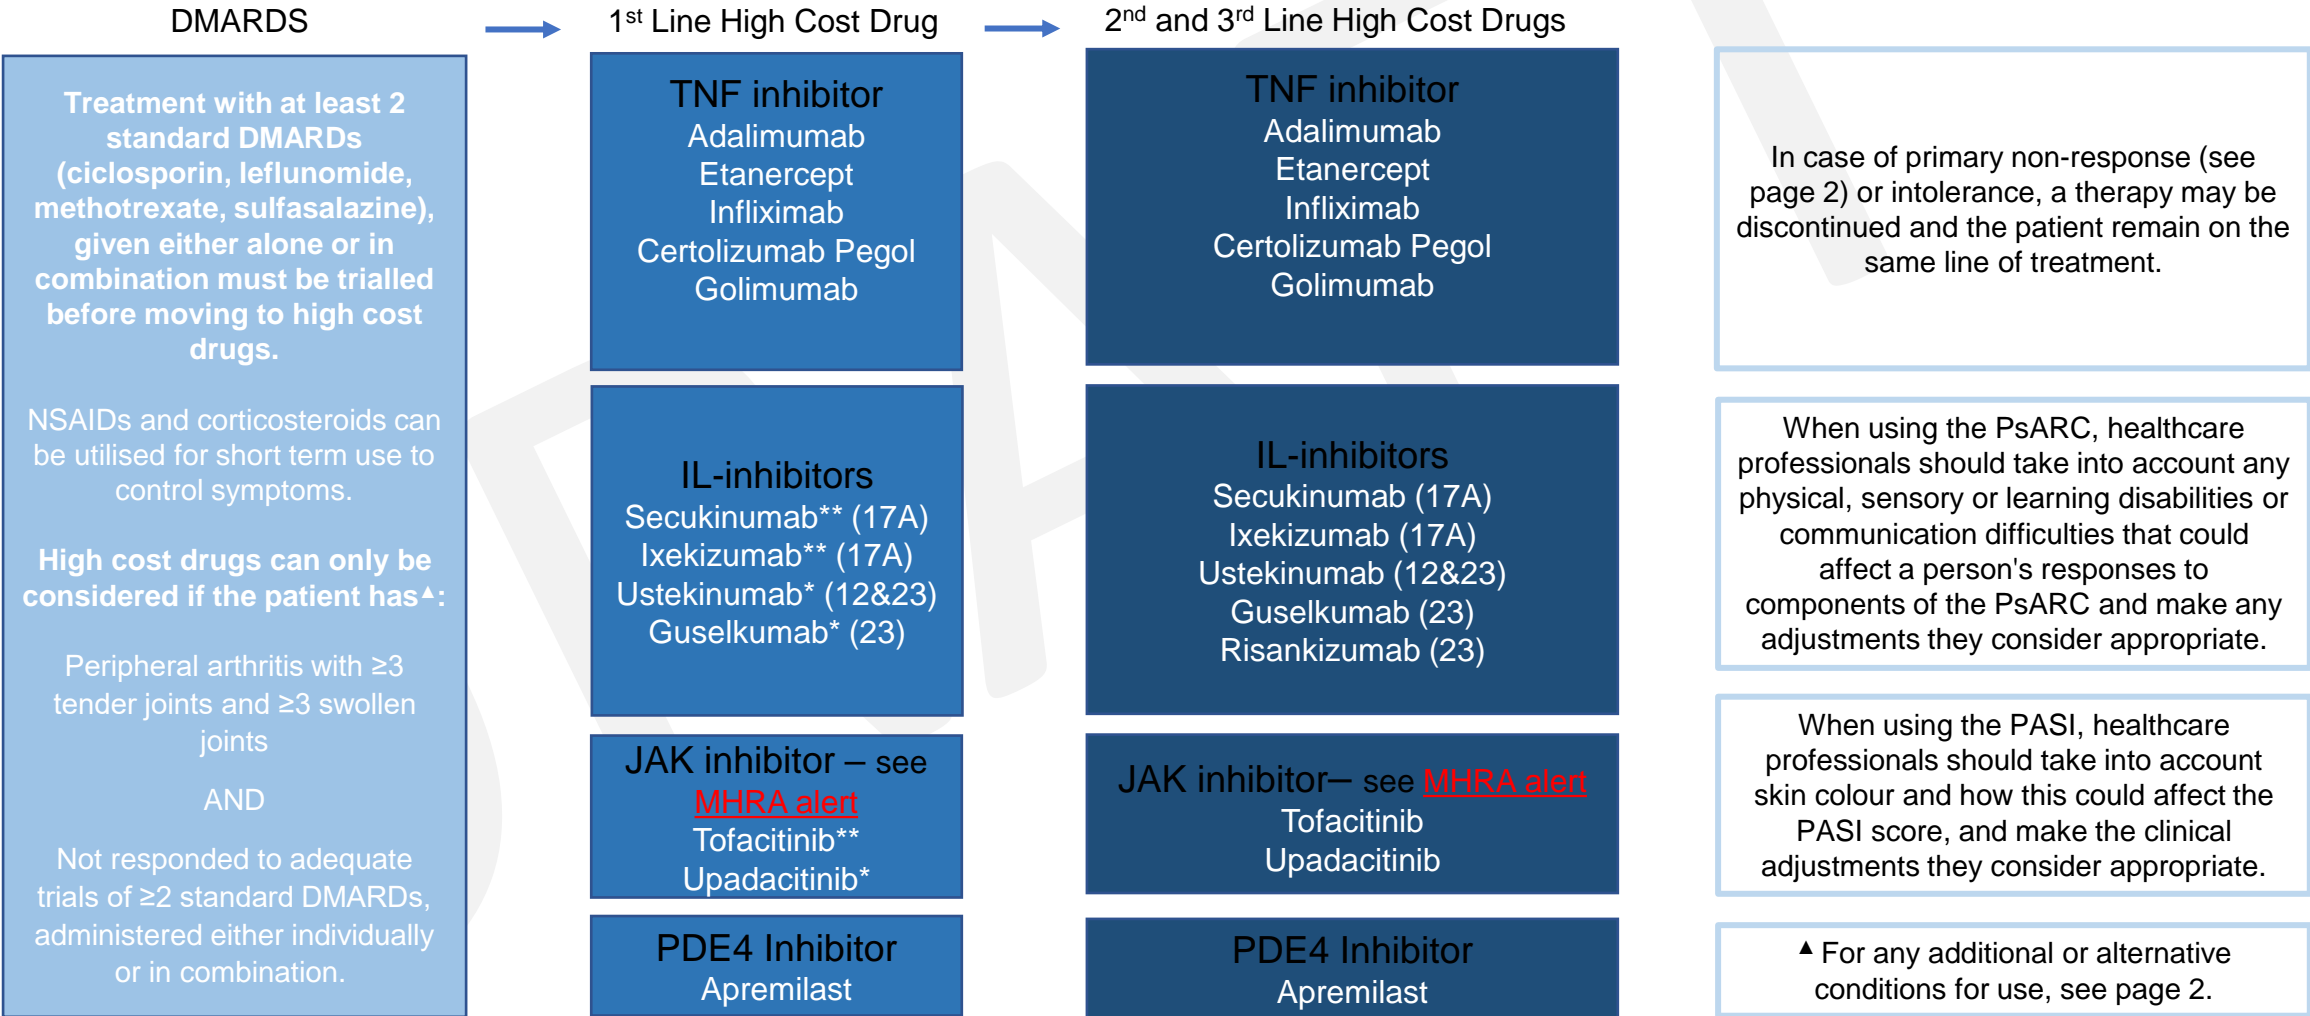 DMARDS
1st Line High Cost Drug
2nd and 3rd Line High Cost Drugs
Treatment with at least 2
standard DMARDs
(ciclosporin, leflunomide,
methotrexate, sulfasalazine),
given either alone or in
combination must be trialled
before moving to high cost
drugs.
NSAIDs and corticosteroids can
be utilised for short term use to
control symptoms.
High cost drugs can only be
considered if the patient has▲:
Peripheral arthritis with ≥3
tender joints and ≥3 swollen
joints
AND
Not responded to adequate
trials of ≥2 standard DMARDs,
administered either individually
or in combination.
TNF inhibitor
Adalimumab
Etanercept
Infliximab
Certolizumab Pegol
Golimumab
IL-inhibitors
Secukinumab** (17A)
Ixekizumab** (17A)
Ustekinumab* (12&23)
Guselkumab* (23)
JAK inhibitor – see
MHRA alert
Tofacitinib**
Upadacitinib*
PDE4 Inhibitor
Apremilast
TNF inhibitor
Adalimumab
Etanercept
Infliximab
Certolizumab Pegol
Golimumab
IL-inhibitors
Secukinumab (17A)
Ixekizumab (17A)
Ustekinumab (12&23)
Guselkumab (23)
Risankizumab (23)
JAK inhibitor– see MHRA alert
Tofacitinib
Upadacitinib
PDE4 Inhibitor
Apremilast
In case of primary non-response (see
page 2) or intolerance, a therapy may be
discontinued and the patient remain on the
same line of treatment.
When using the PsARC, healthcare
professionals should take into account any
physical, sensory or learning disabilities or
communication difficulties that could
affect a person's responses to
components of the PsARC and make any
adjustments they consider appropriate.
When using the PASI, healthcare
professionals should take into account
skin colour and how this could affect the
PASI score, and make the clinical
adjustments they consider appropriate.
▲ For any additional or alternative
conditions for use, see page 2.